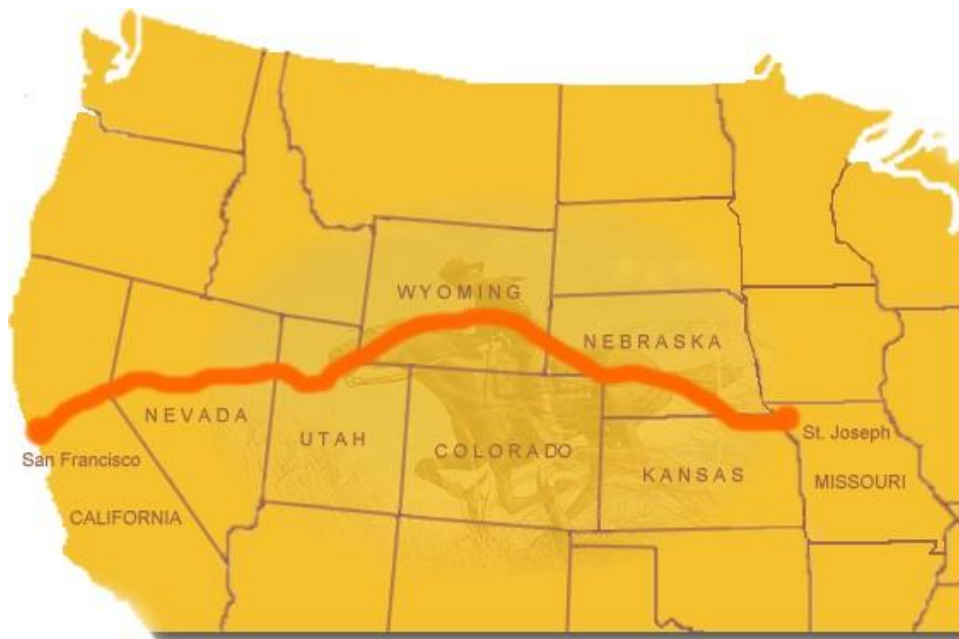 WYOMING
NEBRASKA
NEVADA
UTAH
COLORADO
St. Joseph
San Francisco
KANSAS
MISSOURI
CALIFORNIA